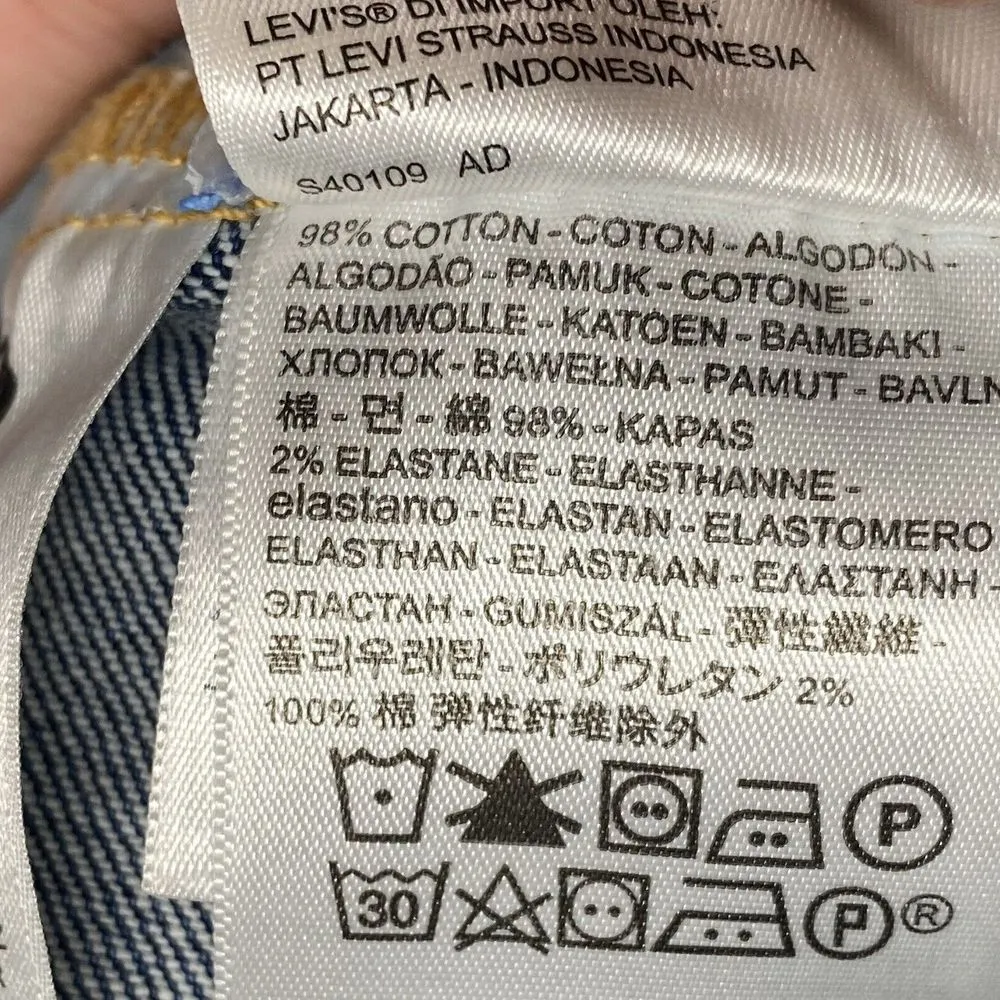 LEVI'S® DI IMPORT OLEH:
PT LEVI STRAUSS INDONESIA
JAKARTA - INDONESIA
S40109 AD
98% COTTON - COTON - ALGODÓN -
ALGODÃO - PAMUK - COTONE -
BAUMWOLLE - KATOEN - BAMBAKI -
ХЛОПОК - BAWEŁNA - PAMUT - BAVLN
棉 - 면 - 綿 98% - KAPAS
2% ELASTANE - ELASTHANNE -
elastano - ELASTAN - ELASTOMERO
ELASTHAN - ELASTAAN - ΕΛΑΣΤΑΝΗ -
ЭЛАСТАН - GUMISZÁL - 彈性纖維 -
폴리우레탄 - ポリウレタン 2%
100% 棉 弹性纤维除外
P
30 P ®